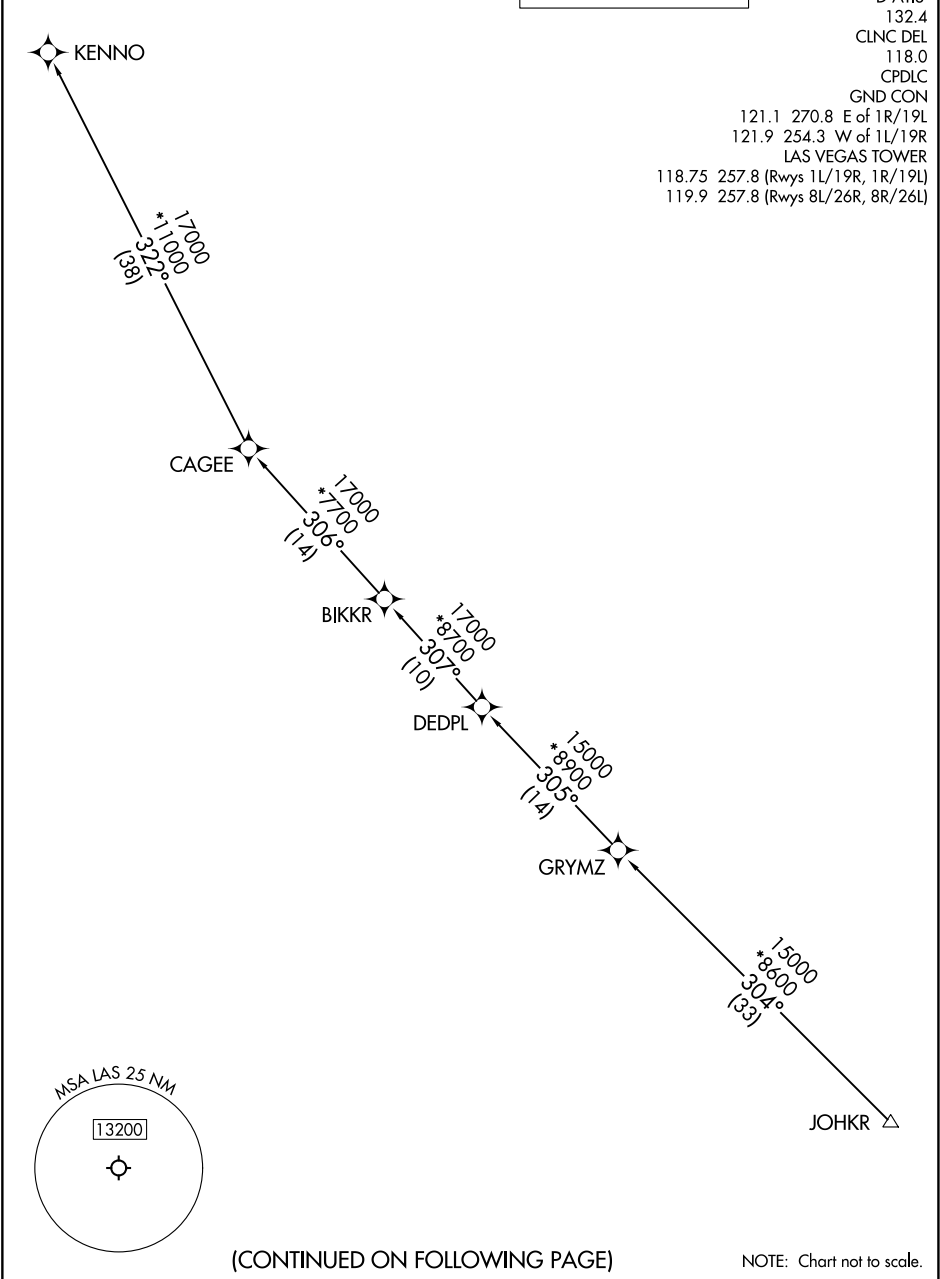 132.4
CLNC DEL
118.0
CPDLC
GND CON
121.1 270.8 E of 1R/19L
121.9 254.3 W of 1L/19R
LAS VEGAS TOWER
118.75 257.8 (Rwys 1L/19R, 1R/19L)
119.9 257.8 (Rwys 8L/26R, 8R/26L)
KENNO
17000
*11000
322°
(38)
CAGEE
17000
*7700
306°
(14)
BIKKR
17000
*8700
307°
(10)
DEDPL
15000
*8900
305°
(14)
GRYMZ
15000
*8600
304°
(33)
JOHKR
MSA LAS 25 NM
13200
(CONTINUED ON FOLLOWING PAGE)
NOTE: Chart not to scale.